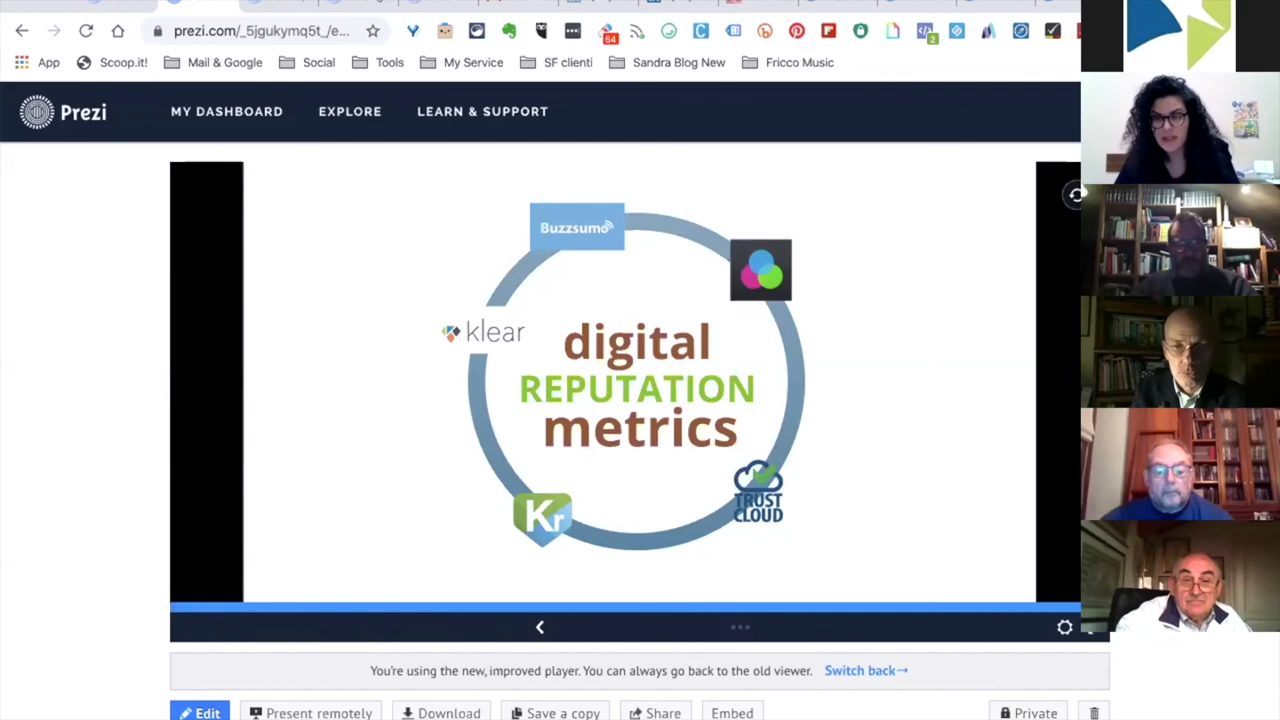 prezi.com/_5jgukymq5t_/e...
54
2
App
Scoop.it!
Mail & Google
Social
Tools
My Service
SF clienti
Sandra Blog New
Fricco Music
Prezi
MY DASHBOARD
EXPLORE
LEARN & SUPPORT
Buzzsumo
klear
digital
REPUTATION
metrics
Kr
TRUST
CLOUD
You're using the new, improved player. You can always go back to the old viewer. Switch back→
Edit
Present remotely
Download
Save a copy
Share
Embed
Private